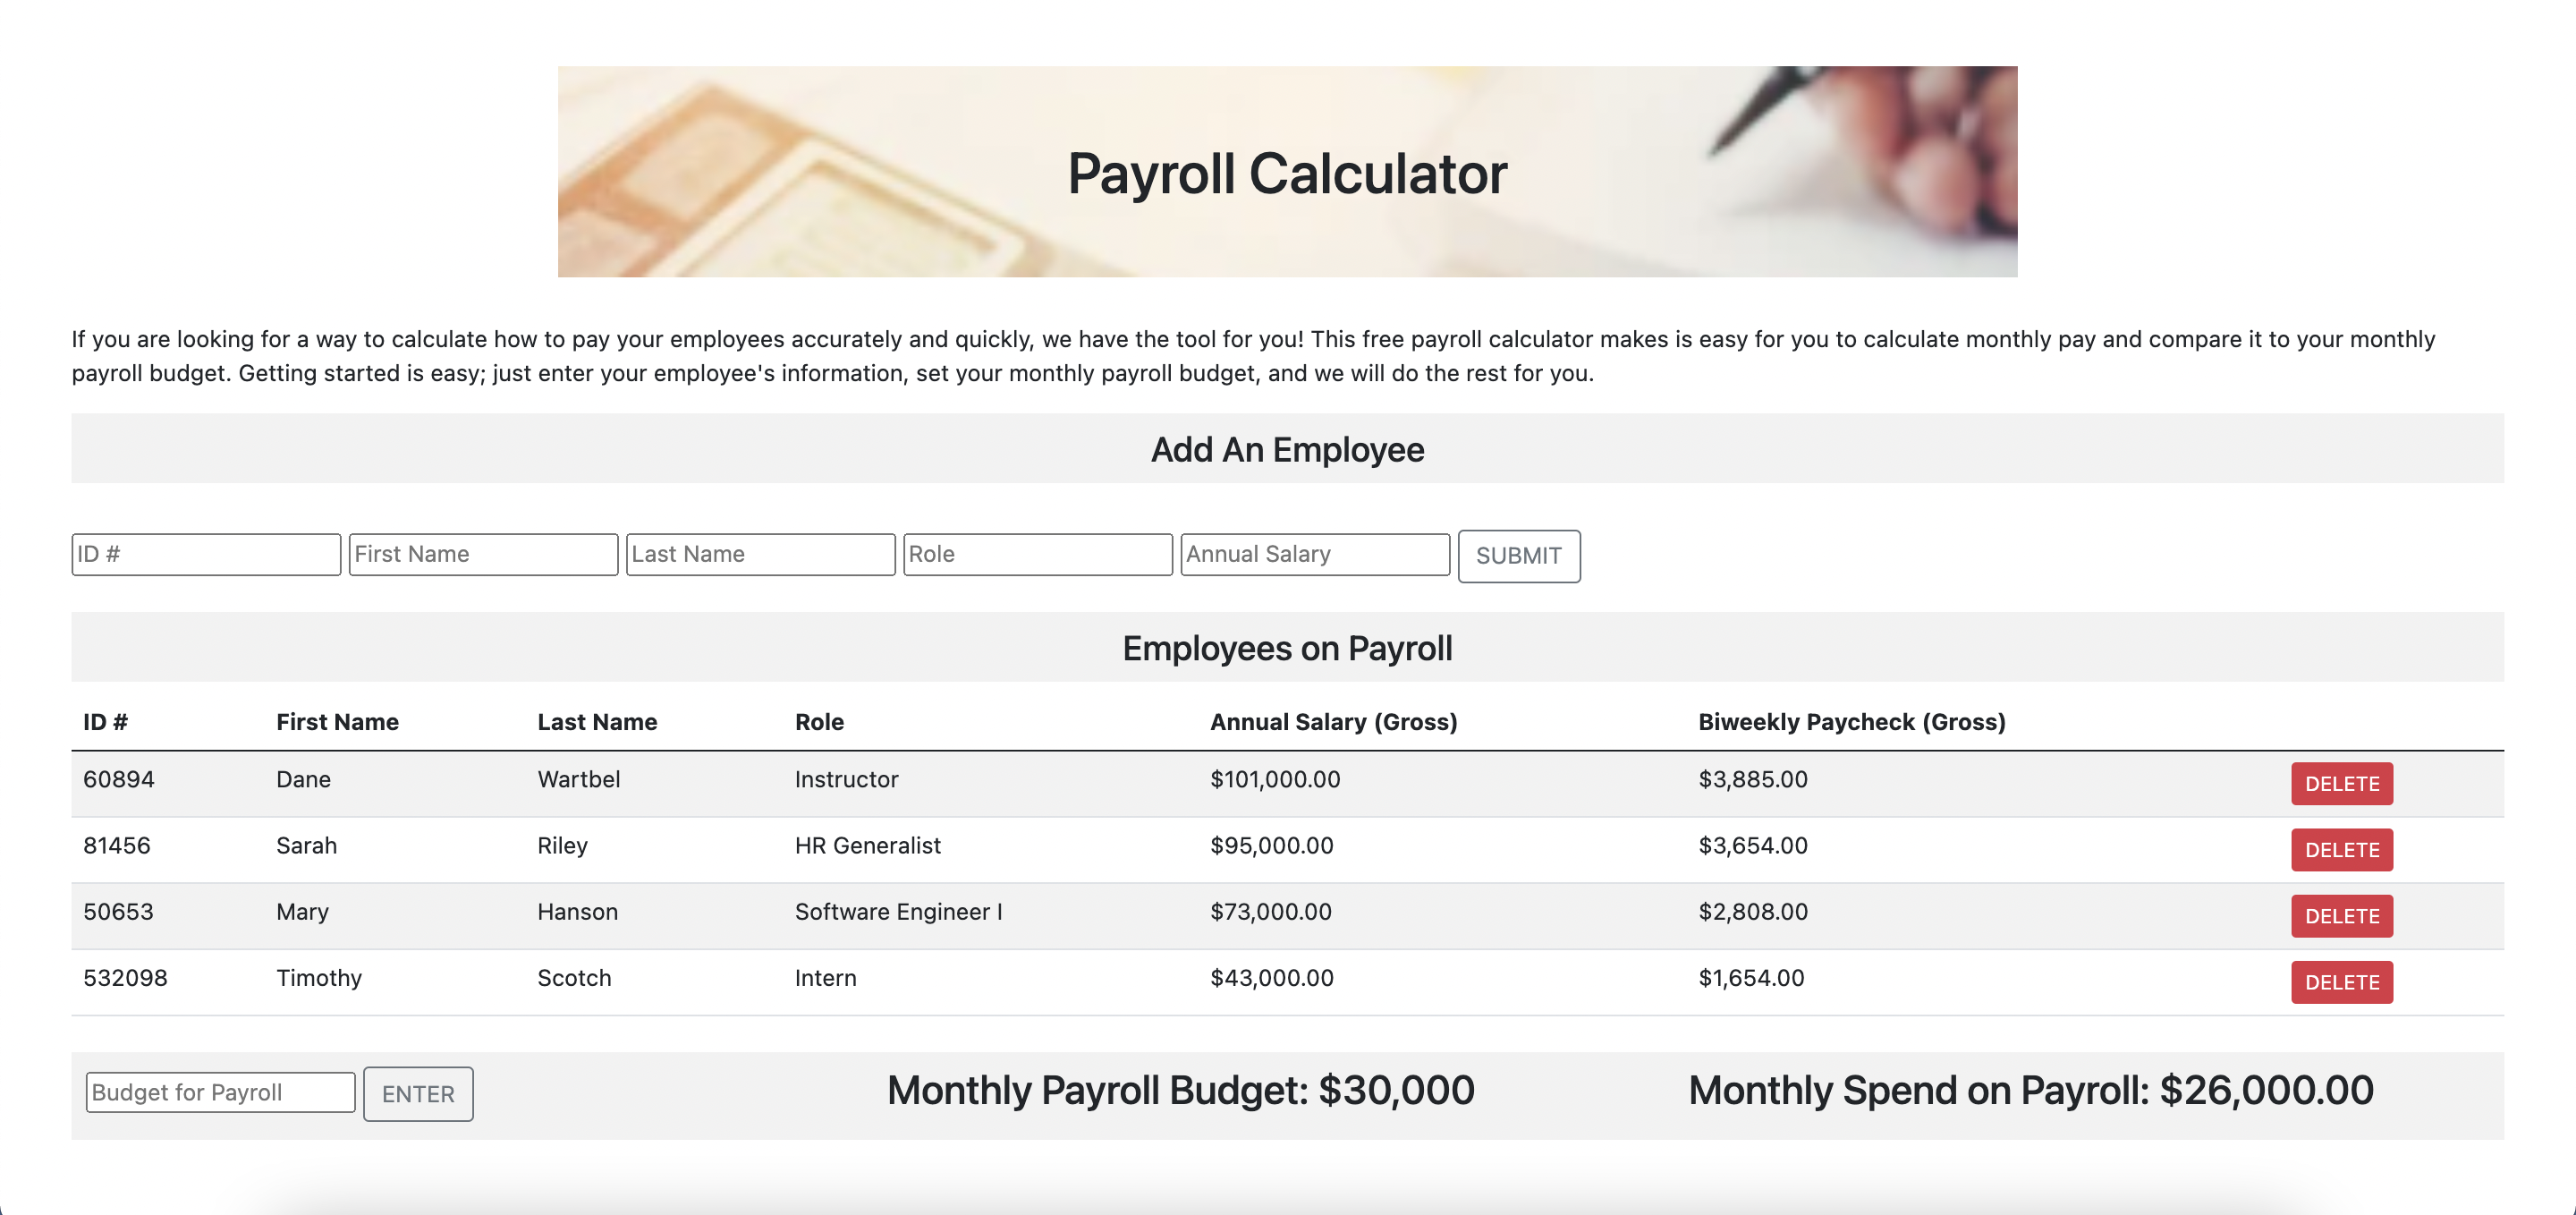 Payroll Calculator
If you are looking for a way to calculate how to pay your employees accurately and quickly, we have the tool for you! This free payroll calculator makes is easy for you to calculate monthly pay and compare it to your monthly
payroll budget. Getting started is easy; just enter your employee's information, set your monthly payroll budget, and we will do the rest for you.
Add An Employee
ID # First Name Last Name Role Annual Salary SUBMIT
Employees on Payroll
ID # First Name Last Name Role Annual Salary (Gross) Biweekly Paycheck (Gross)
60894 Dane Wartbel Instructor $101,000.00 $3,885.00 DELETE
81456 Sarah Riley HR Generalist $95,000.00 $3,654.00 DELETE
50653 Mary Hanson Software Engineer I $73,000.00 $2,808.00 DELETE
532098 Timothy Scotch Intern $43,000.00 $1,654.00 DELETE
Budget for Payroll ENTER Monthly Payroll Budget: $30,000 Monthly Spend on Payroll: $26,000.00